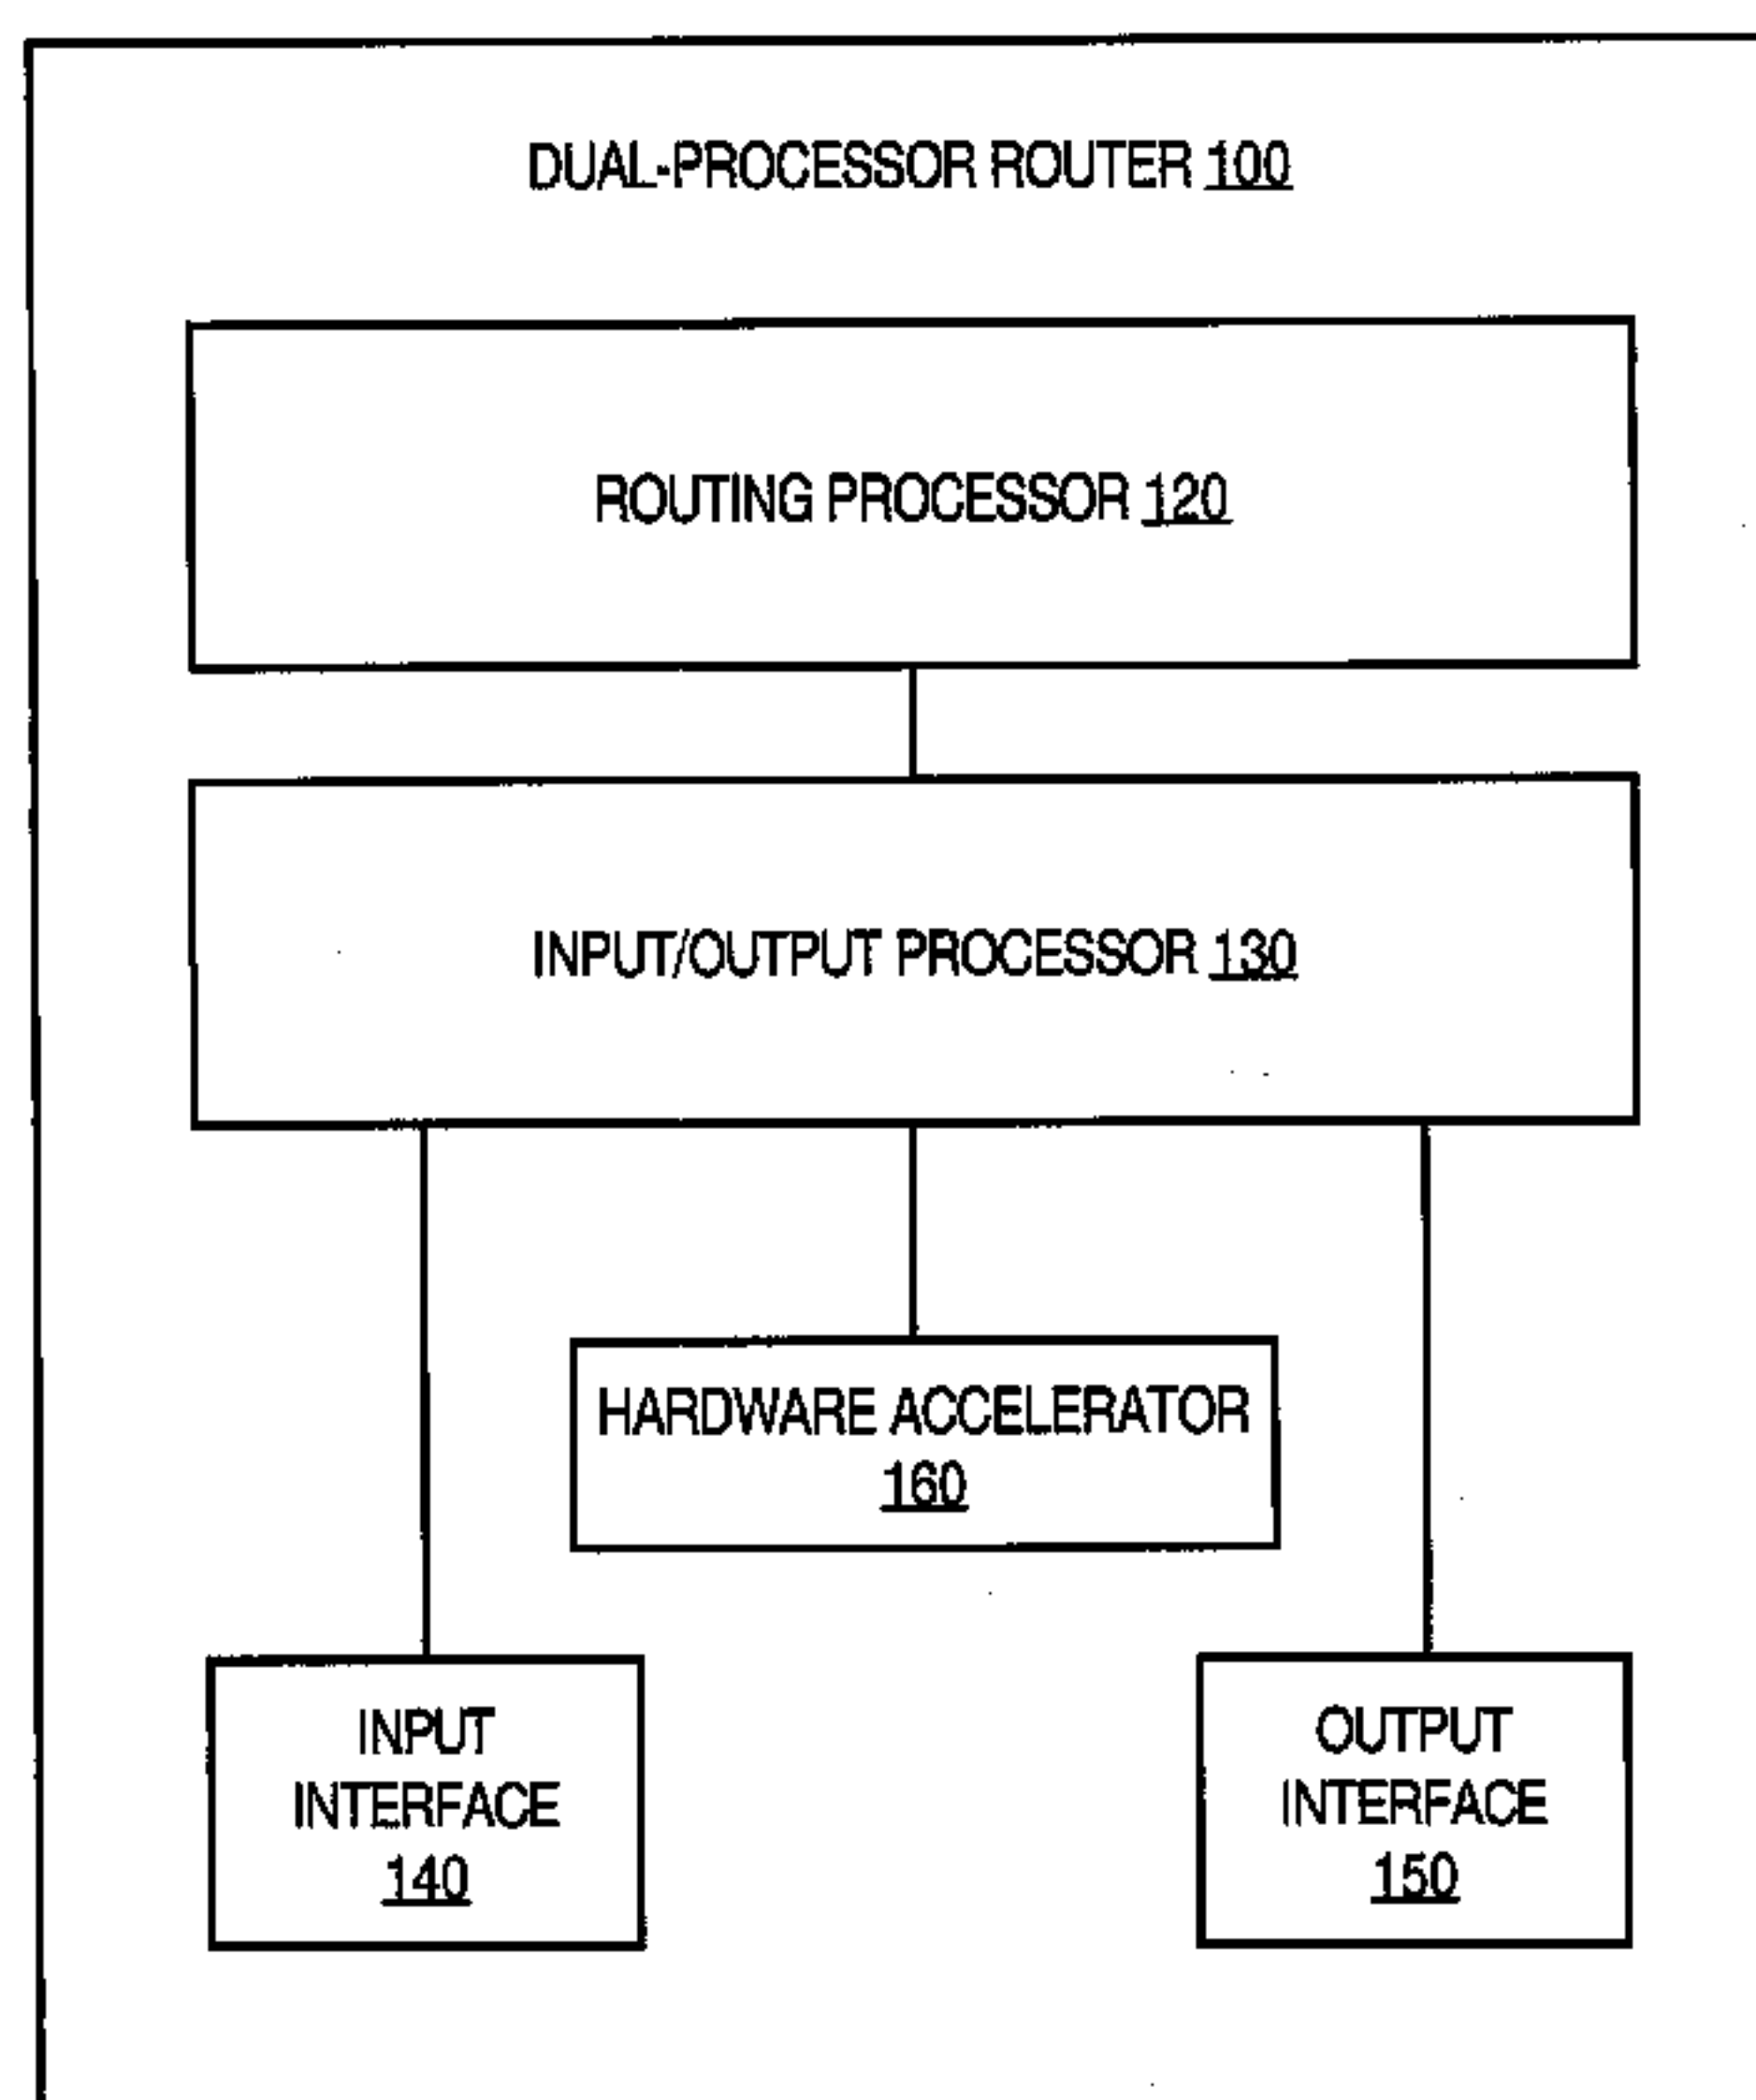 DUAL-PROCESSOR ROUTER 100
ROUTING PROCESSOR 120
INPUT/OUTPUT PROCESSOR 130
HARDWARE ACCELERATOR
160
INPUT
INTERFACE
140
OUTPUT
INTERFACE
150